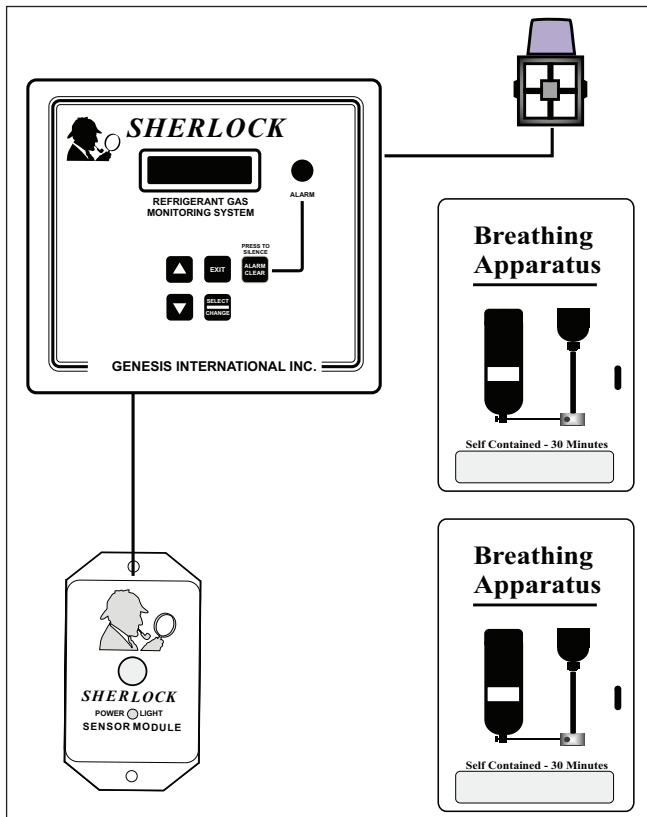 SHERLOCK
REFRIGERANT GAS
MONITORING SYSTEM
ALARM
PRESS TO
SILENCE
EXIT
ALARM
CLEAR
SELECT
CHANGE
GENESIS INTERNATIONAL INC.
SHERLOCK
POWER LIGHT
SENSOR MODULE
Breathing
Apparatus
Self Contained - 30 Minutes
Breathing
Apparatus
Self Contained - 30 Minutes